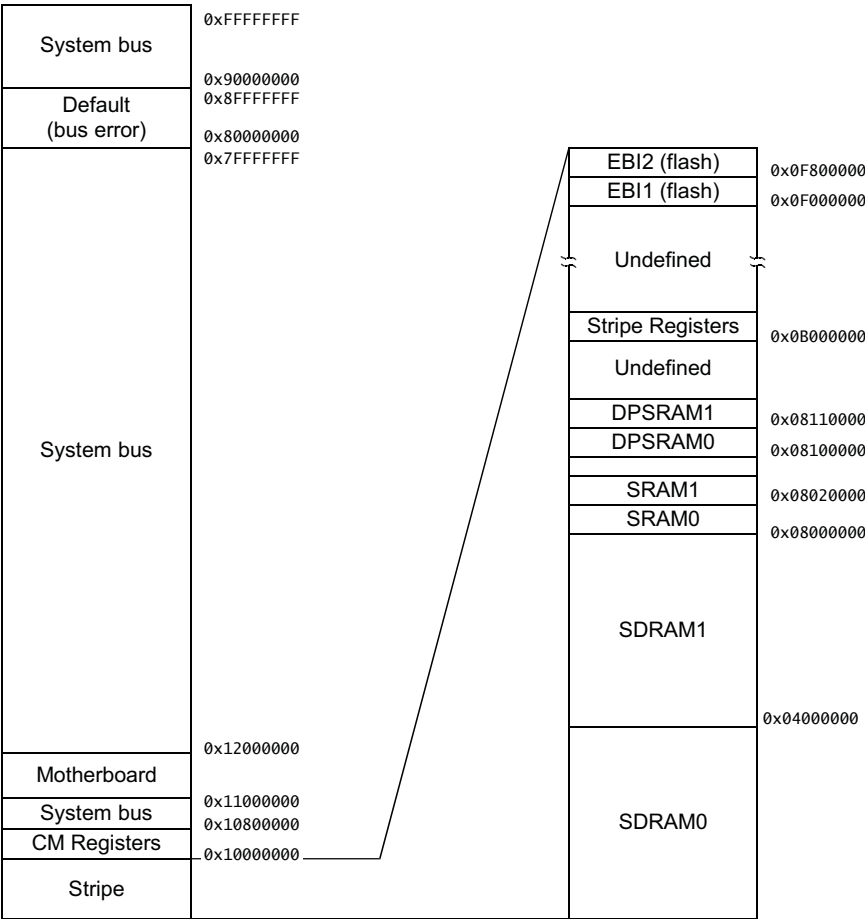 0xFFFFFFFF
System bus
0x90000000
0x8FFFFFFF
Default
(bus error)
0x80000000
0x7FFFFFFF
System bus
0x12000000
Motherboard
0x11000000
System bus
0x10800000
CM Registers
0x10000000
Stripe
EBI2 (flash)
0x0F800000
EBI1 (flash)
0x0F000000
Undefined
Stripe Registers
0x0B000000
Undefined
DPSRAM1
0x08110000
DPSRAM0
0x08100000
SRAM1
0x08020000
SRAM0
0x08000000
SDRAM1
0x04000000
SDRAM0